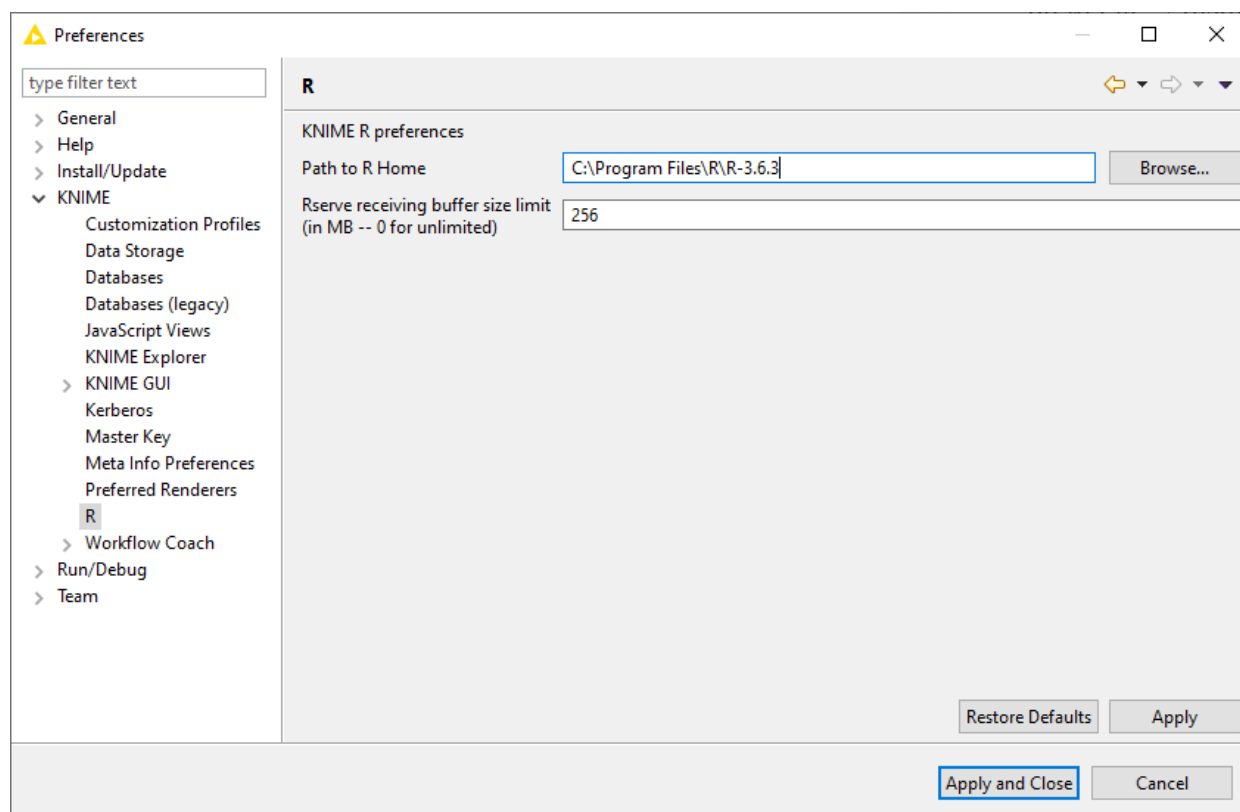 Preferences
type filter text
General
Help
Install/Update
KNIME
Customization Profiles
Data Storage
Databases
Databases (legacy)
JavaScript Views
KNIME Explorer
KNIME GUI
Kerberos
Master Key
Meta Info Preferences
Preferred Renderers
R
Workflow Coach
Run/Debug
Team
R
KNIME R preferences
Path to R Home
C:\Program Files\R\R-3.6.3
Browse...
Rserve receiving buffer size limit
(in MB -- 0 for unlimited)
256
Restore Defaults
Apply
Apply and Close
Cancel